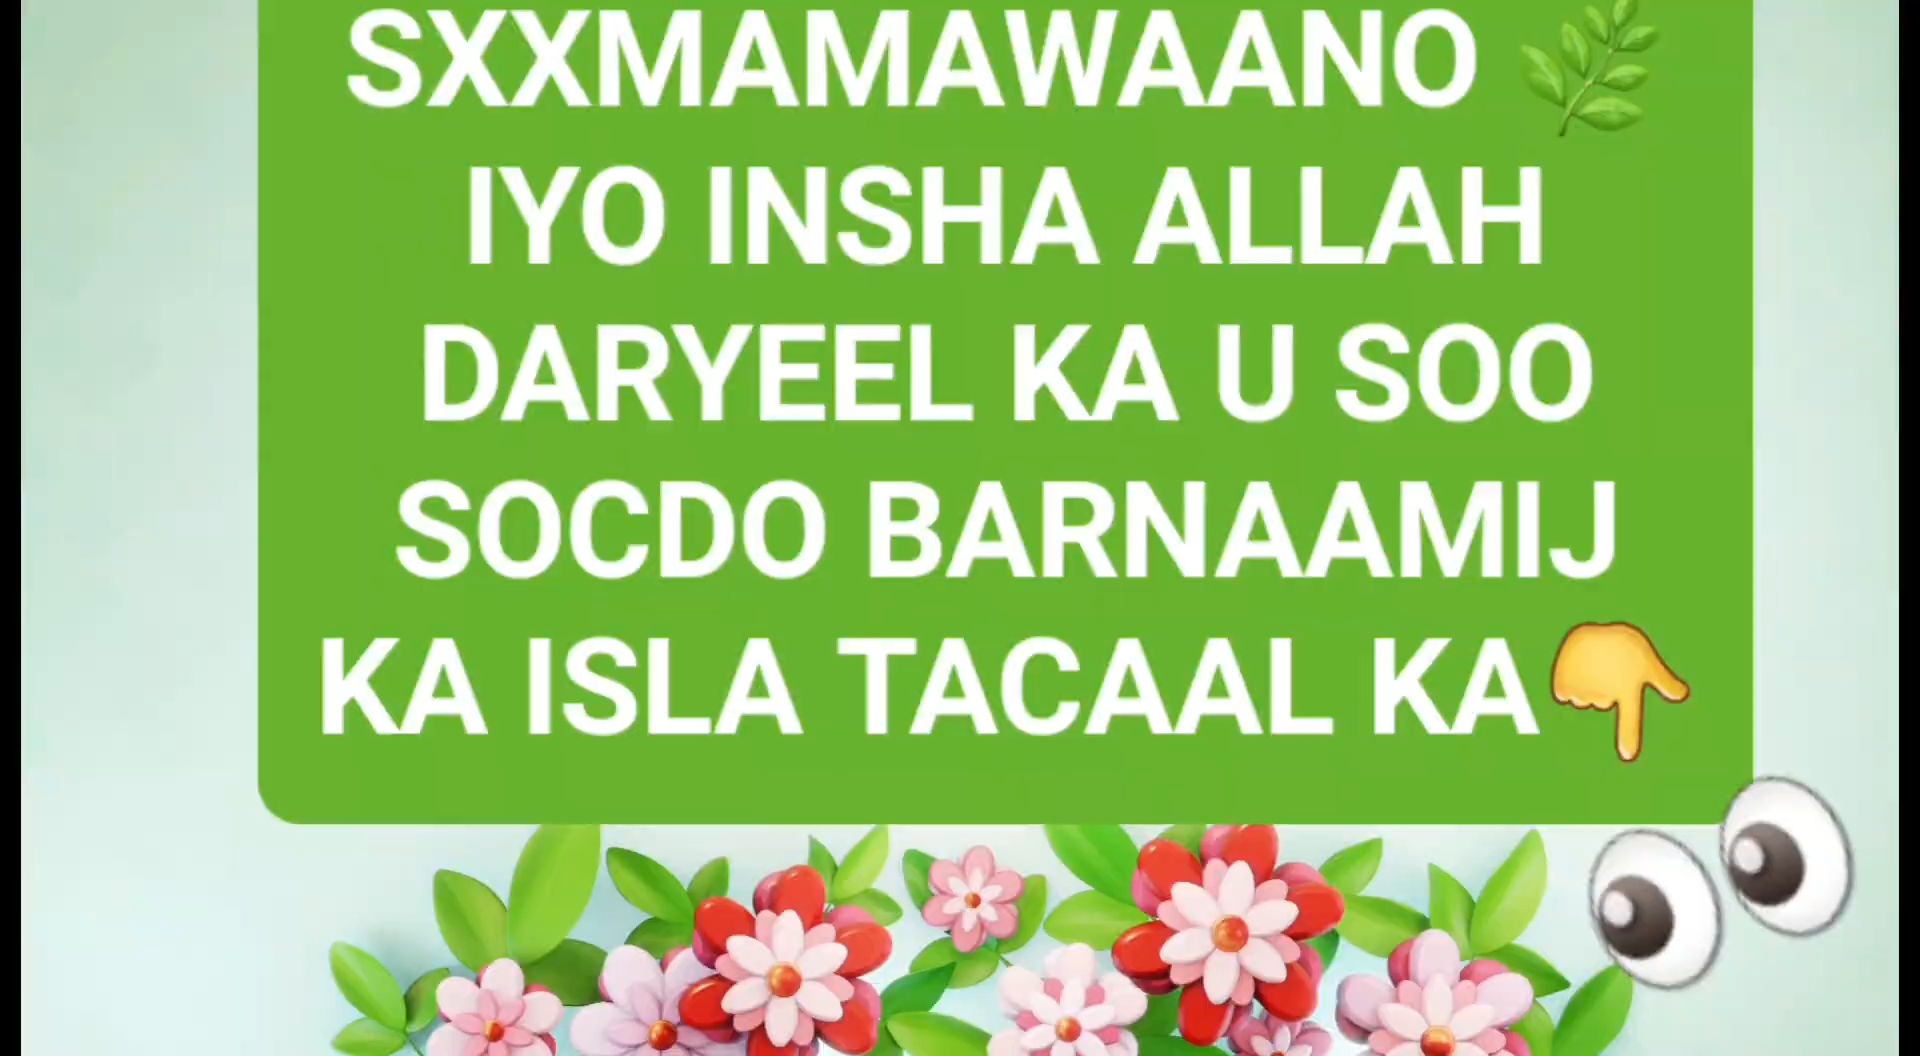 SXXMAMAWAANO 🌿
IYO INSHA ALLAH
DARYEEL KA U SOO
SOCDO BARNAAMIJ
KA ISLA TACAAL KA👇